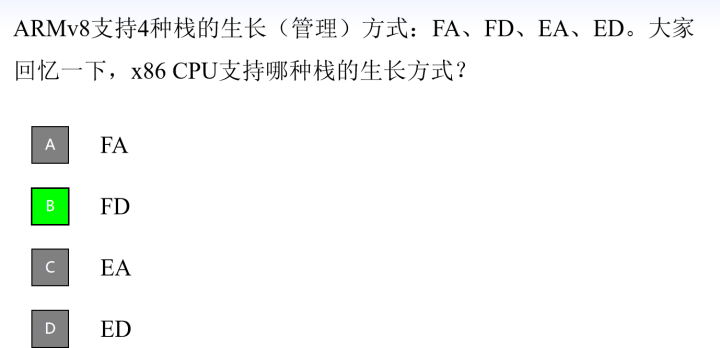 ARMv8支持4种栈的生长（管理）方式：FA、FD、EA、ED。大家
回忆一下，x86 CPU支持哪种栈的生长方式？
A FA
B FD
C EA
D ED